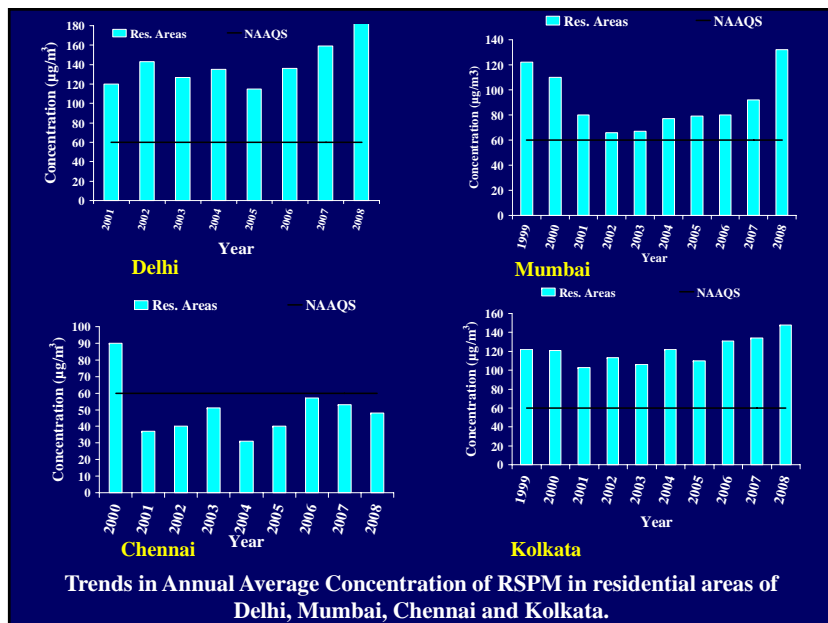 Res. Areas NAAQS
Concentration (µg/m³)
180
160
140
120
100
80
60
40
20
0
2001 2002 2003 2004 2005 2006 2007 2008
Year
Delhi
Res. Areas NAAQS
Concentration (µg/m3)
140
120
100
80
60
40
20
0
1999 2000 2001 2002 2003 2004 2005 2006 2007 2008
Year
Mumbai
Res. Areas NAAQS
Concentration (µg/m³)
100
90
80
70
60
50
40
30
20
10
0
2000 2001 2002 2003 2004 2005 2006 2007 2008
Year
Chennai
Res. Areas NAAQS
Concentration (µg/m³)
160
140
120
100
80
60
40
20
0
1999 2000 2001 2002 2003 2004 2005 2006 2007 2008
Year
Kolkata
Trends in Annual Average Concentration of RSPM in residential areas of
Delhi, Mumbai, Chennai and Kolkata.